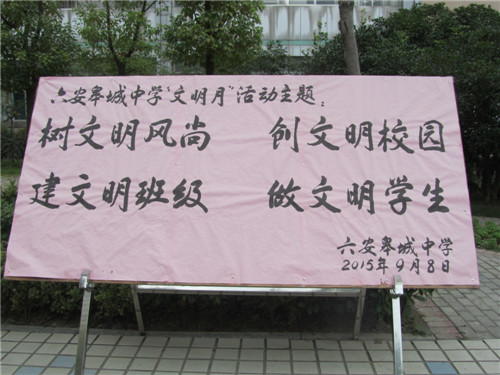 六安皋城中学“文明月”活动主题：
树文明风尚 创文明校园
建文明班级 做文明学生
六安皋城中学
2015年9月8日